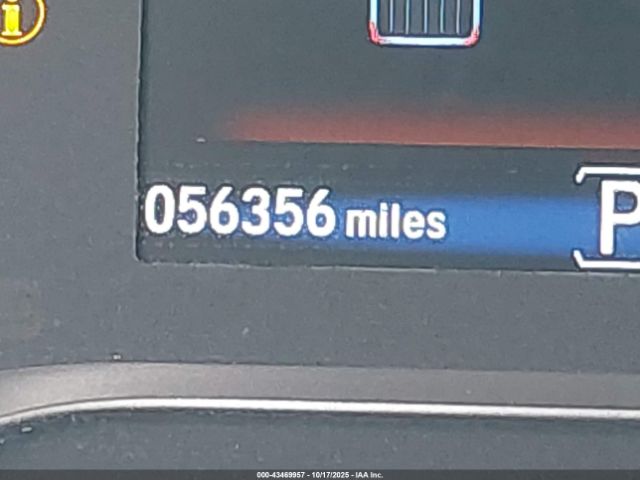 i
056356 miles
P
000-43469957 - 10/17/2025 - IAA Inc.